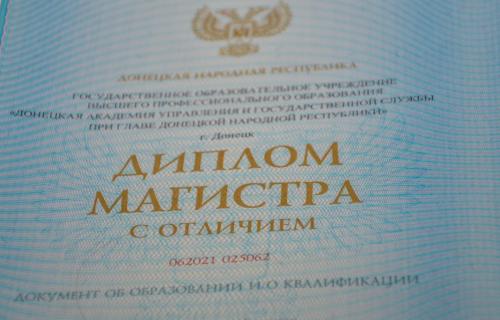 ДОНЕЦКАЯ НАРОДНАЯ РЕСПУБЛИКА
ГОСУДАРСТВЕННОЕ ОБРАЗОВАТЕЛЬНОЕ УЧРЕЖДЕНИЕ
ВЫСШЕГО ПРОФЕССИОНАЛЬНОГО ОБРАЗОВАНИЯ
«ДОНЕЦКАЯ АКАДЕМИЯ УПРАВЛЕНИЯ И ГОСУДАРСТВЕННОЙ СЛУЖБЫ
ПРИ ГЛАВЕ ДОНЕЦКОЙ НАРОДНОЙ РЕСПУБЛИКИ»
г. Донецк
ДИПЛОМ
МАГИСТРА
С ОТЛИЧИЕМ
062021 025062
ДОКУМЕНТ ОБ ОБРАЗОВАНИИ И О КВАЛИФИКАЦИИ